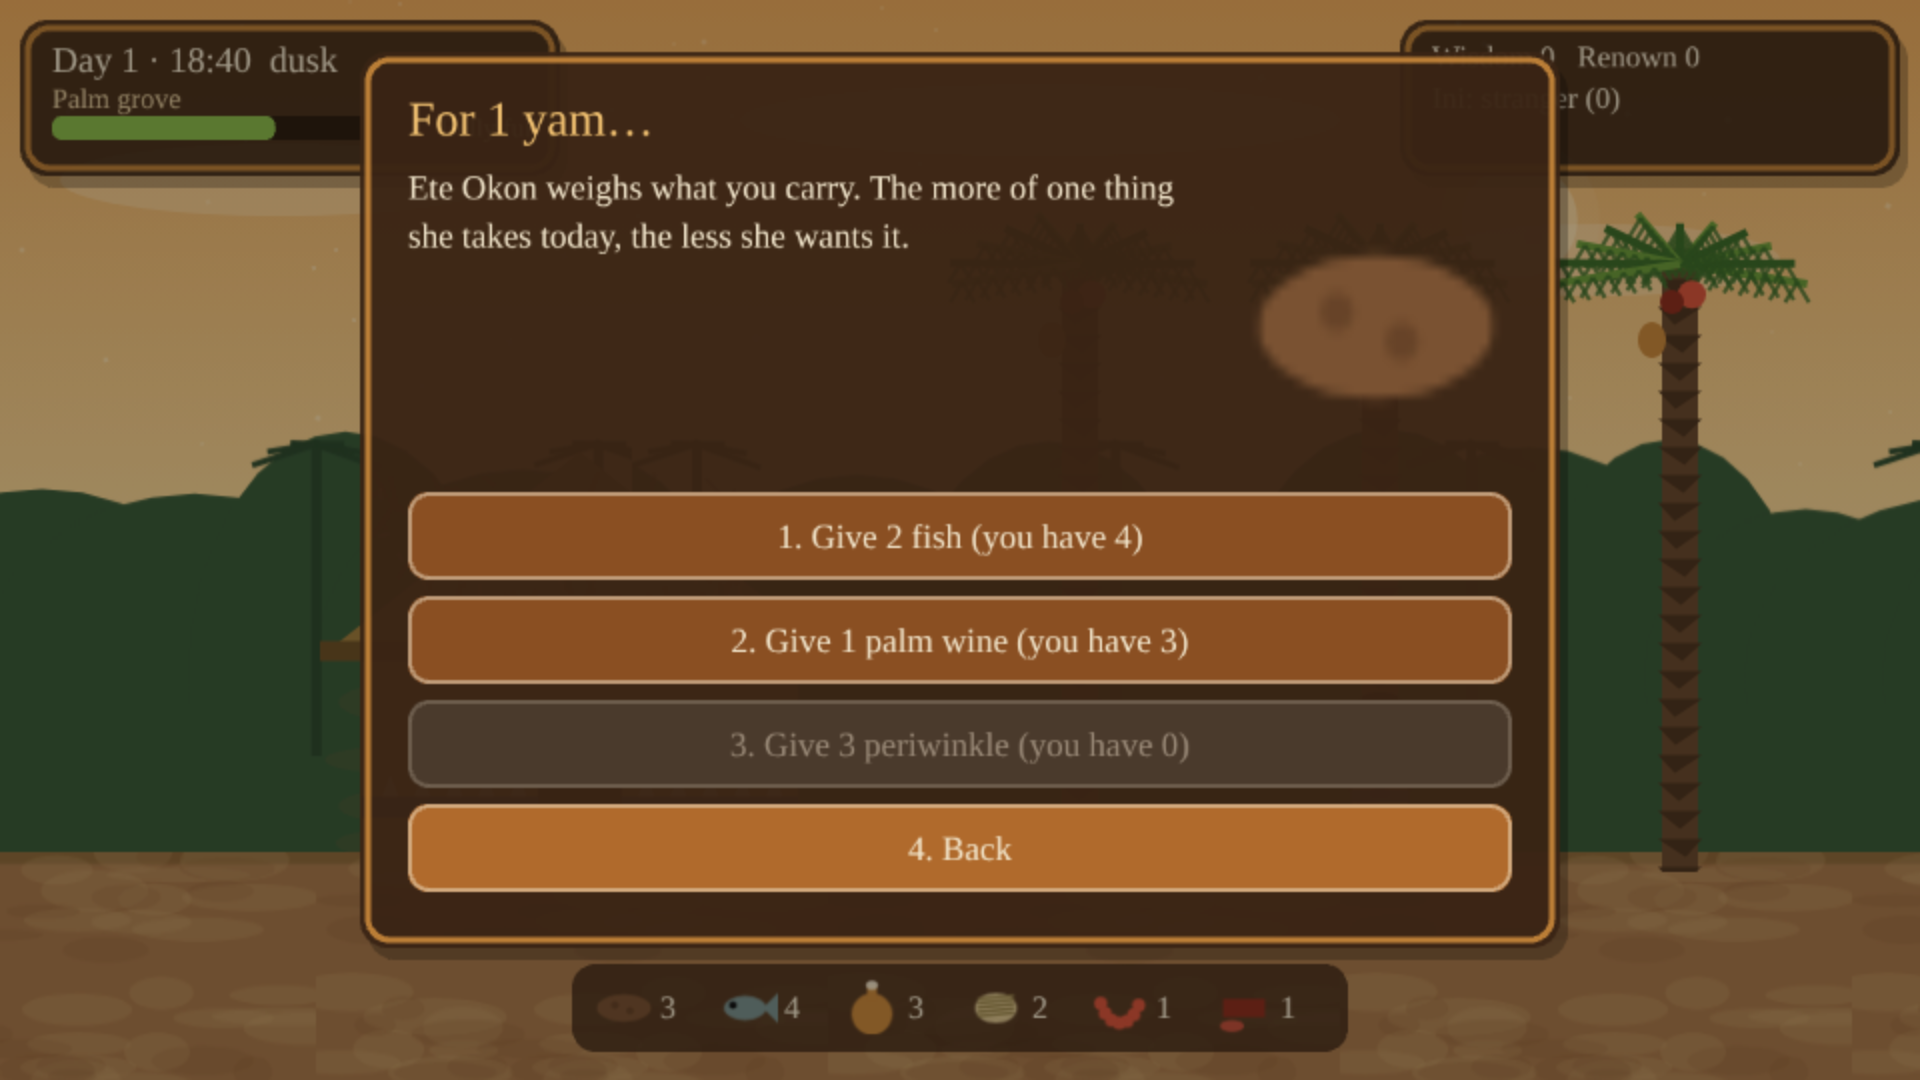 Day 1 · 18:40 dusk
Palm grove
0 Renown 0
stranger (0)
For 1 yam…
Ete Okon weighs what you carry. The more of one thing
she takes today, the less she wants it.
1. Give 2 fish (you have 4)
2. Give 1 palm wine (you have 3)
3. Give 3 periwinkle (you have 0)
4. Back
3 4 3 2 1 1